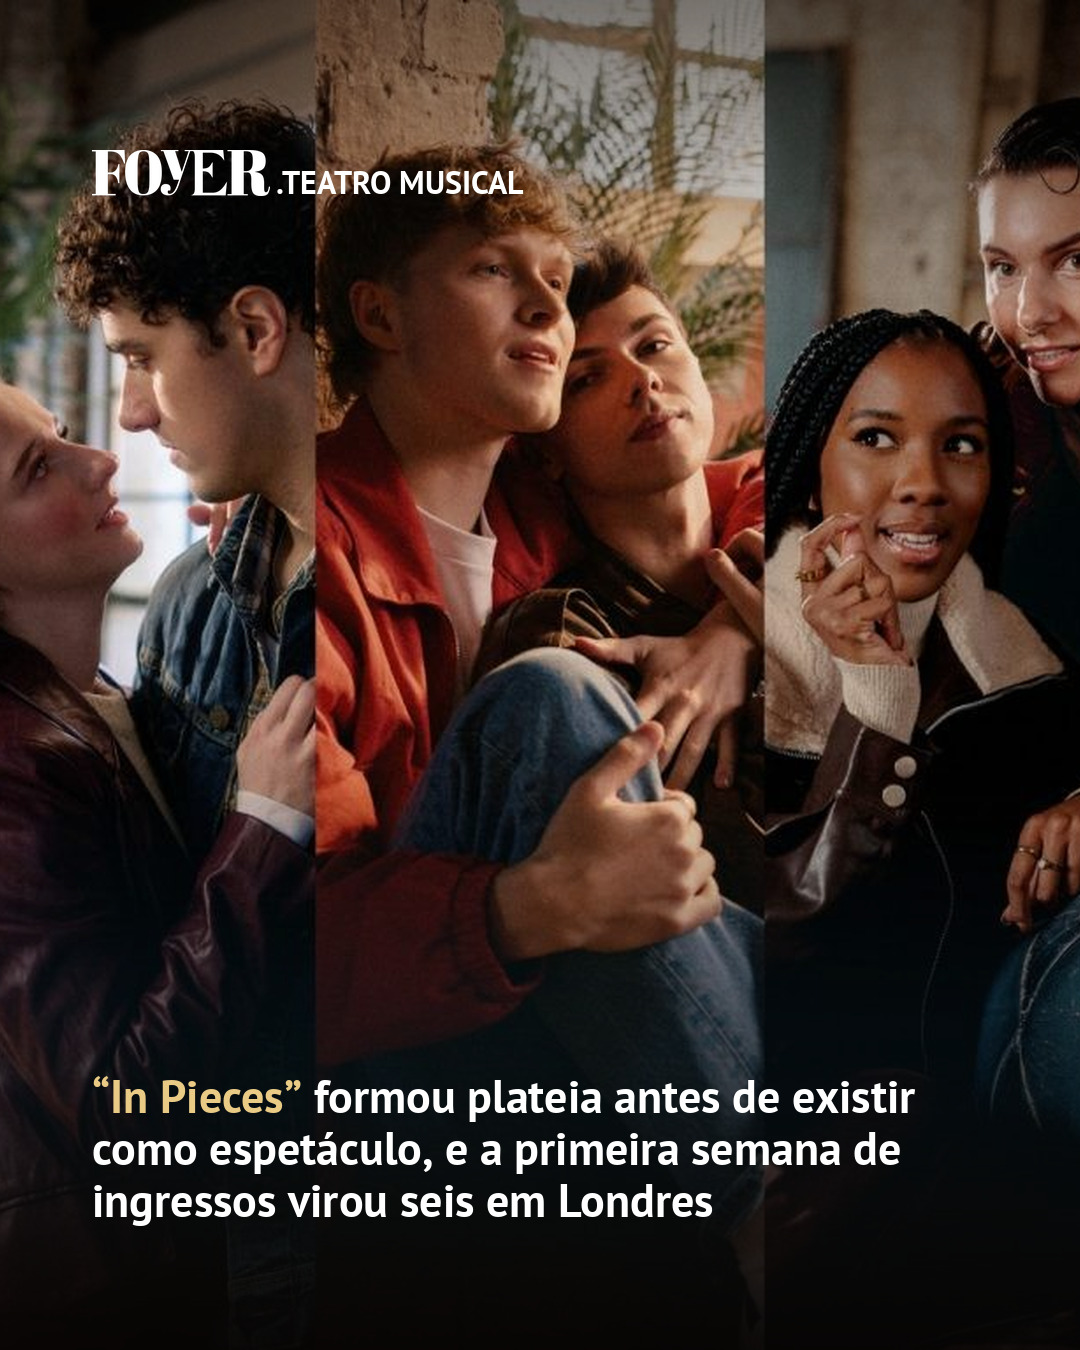 FOyER .TEATRO MUSICAL
“In Pieces” formou plateia antes de existir
como espetáculo, e a primeira semana de
ingressos virou seis em Londres